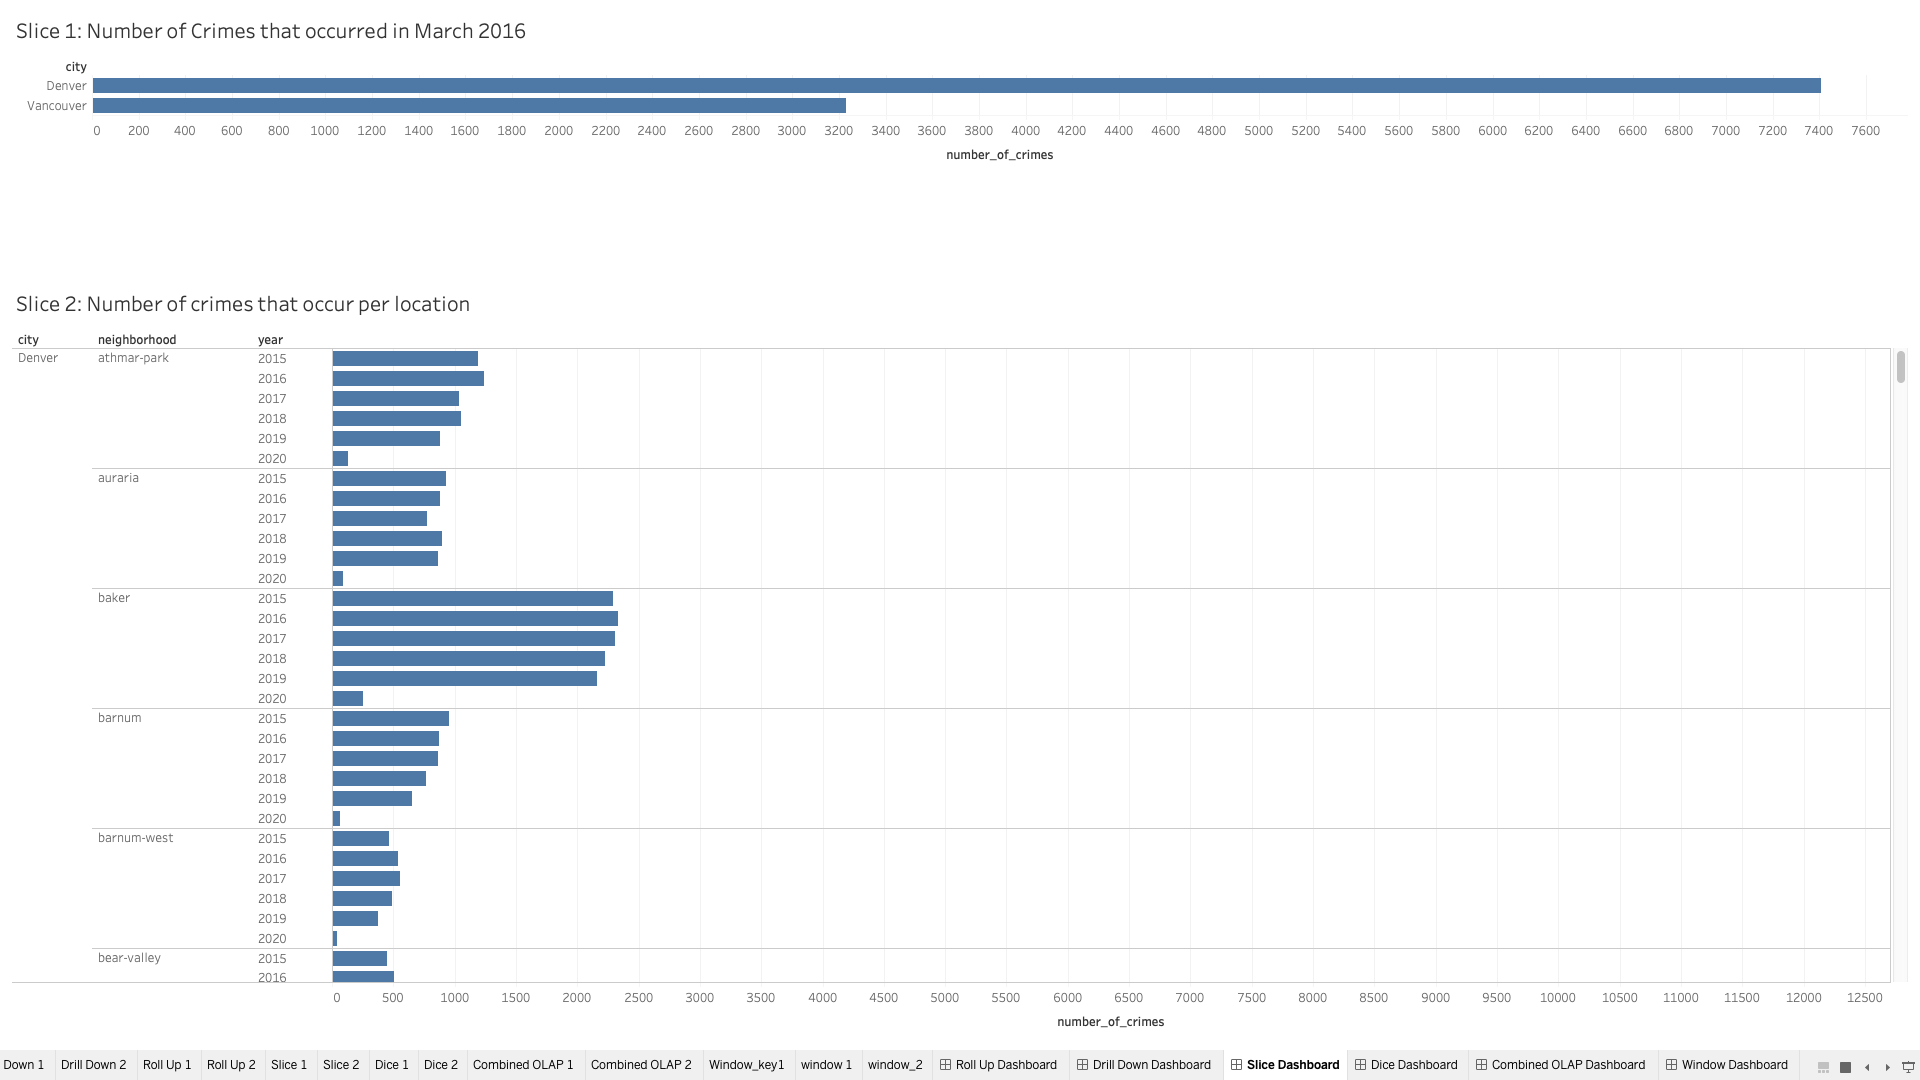 Slice 1: Number of Crimes that occurred in March 2016
city
Denver
Vancouver
0 200 400 600 800 1000 1200 1400 1600 1800 2000 2200 2400 2600 2800 3000 3200 3400 3600 3800 4000 4200 4400 4600 4800 5000 5200 5400 5600 5800 6000 6200 6400 6600 6800 7000 7200 7400 7600
number_of_crimes
Slice 2: Number of crimes that occur per location
city neighborhood year
Denver athmar-park 2015
2016
2017
2018
2019
2020
auraria 2015
2016
2017
2018
2019
2020
baker 2015
2016
2017
2018
2019
2020
barnum 2015
2016
2017
2018
2019
2020
barnum-west 2015
2016
2017
2018
2019
2020
bear-valley 2015
2016
0 500 1000 1500 2000 2500 3000 3500 4000 4500 5000 5500 6000 6500 7000 7500 8000 8500 9000 9500 10000 10500 11000 11500 12000 12500
number_of_crimes
Down 1 Drill Down 2 Roll Up 1 Roll Up 2 Slice 1 Slice 2 Dice 1 Dice 2 Combined OLAP 1 Combined OLAP 2 Window_key1 window 1 window_2 Roll Up Dashboard Drill Down Dashboard Slice Dashboard Dice Dashboard Combined OLAP Dashboard Window Dashboard